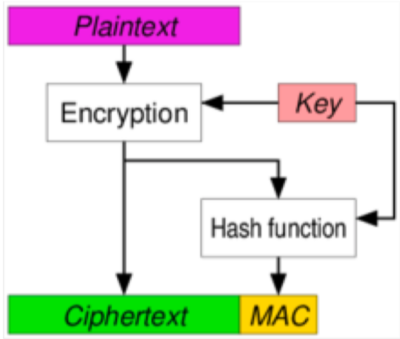 Plaintext
Encryption
Key
Hash function
Ciphertext
MAC